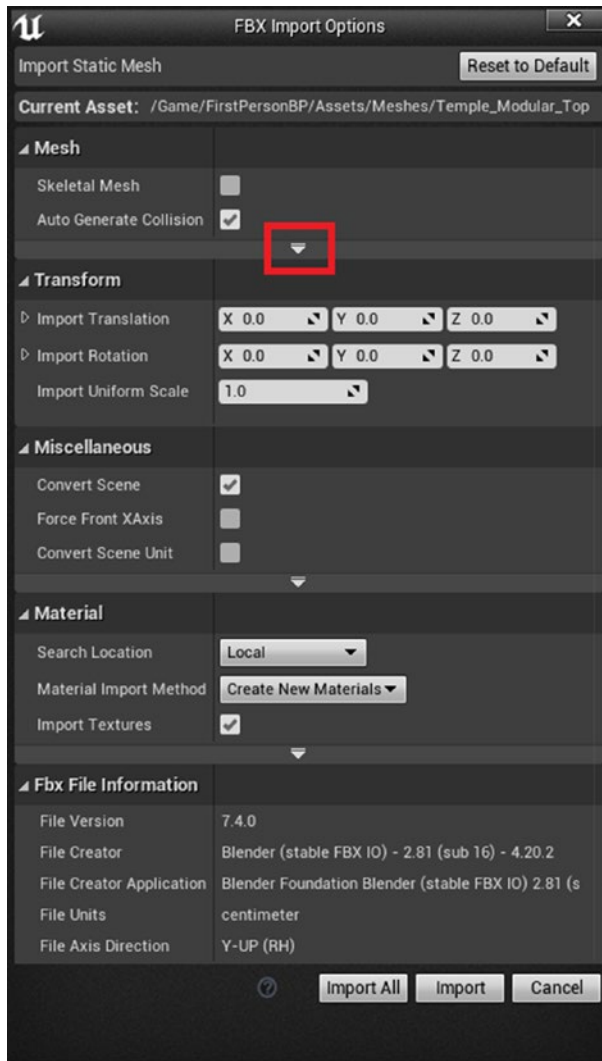 FBX Import Options
Import Static Mesh Reset to Default
Current Asset: /Game/FirstPersonBP/Assets/Meshes/Temple_Modular_Top
Mesh
Skeletal Mesh
Auto Generate Collision
Transform
Import Translation X 0.0 Y 0.0 Z 0.0
Import Rotation X 0.0 Y 0.0 Z 0.0
Import Uniform Scale 1.0
Miscellaneous
Convert Scene
Force Front XAxis
Convert Scene Unit
Material
Search Location Local
Material Import Method Create New Materials
Import Textures
Fbx File Information
File Version 7.4.0
File Creator Blender (stable FBX IO) - 2.81 (sub 16) - 4.20.2
File Creator Application Blender Foundation Blender (stable FBX IO) 2.81 (s
File Units centimeter
File Axis Direction Y-UP (RH)
? Import All Import Cancel